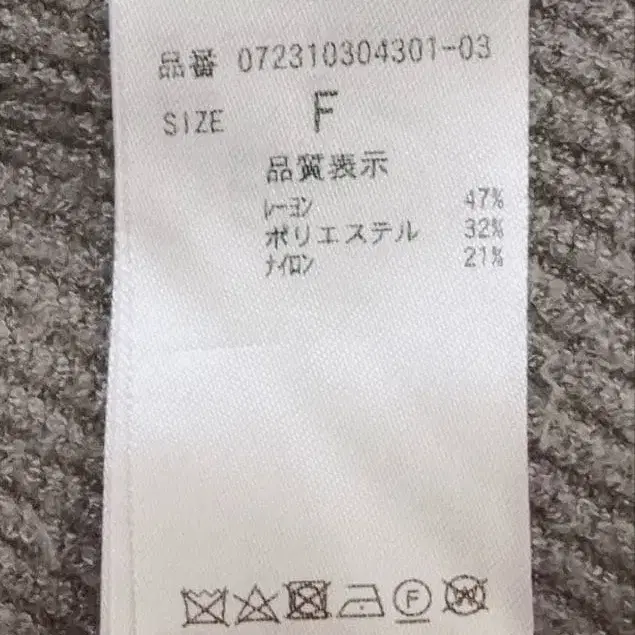 品番 072310304301-03
SIZE F
品質表示
ﾚｰﾖﾝ 47%
ポリエステル 32%
ﾅｲﾛﾝ 21%
F
W